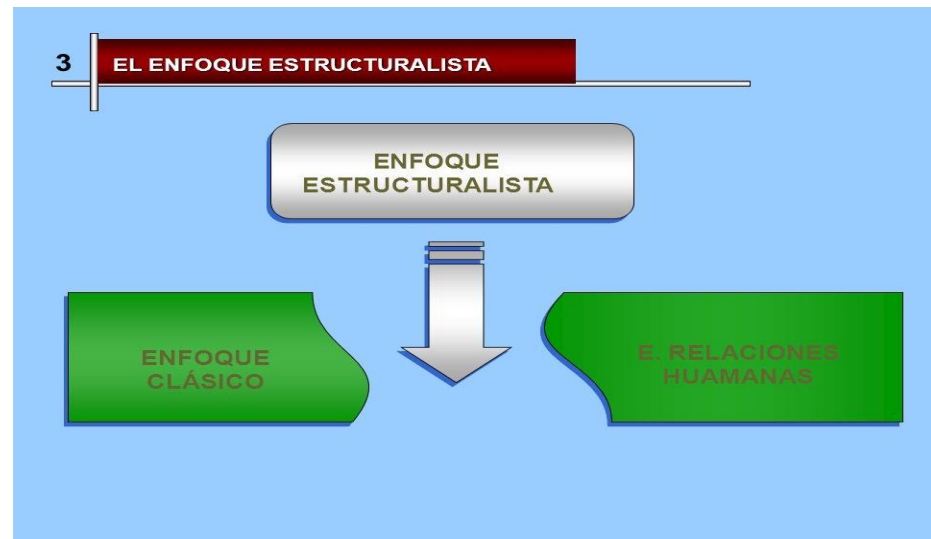 3 EL ENFOQUE ESTRUCTURALISTA
ENFOQUE
ESTRUCTURALISTA
ENFOQUE
CLÁSICO
E. RELACIONES
HUAMANAS